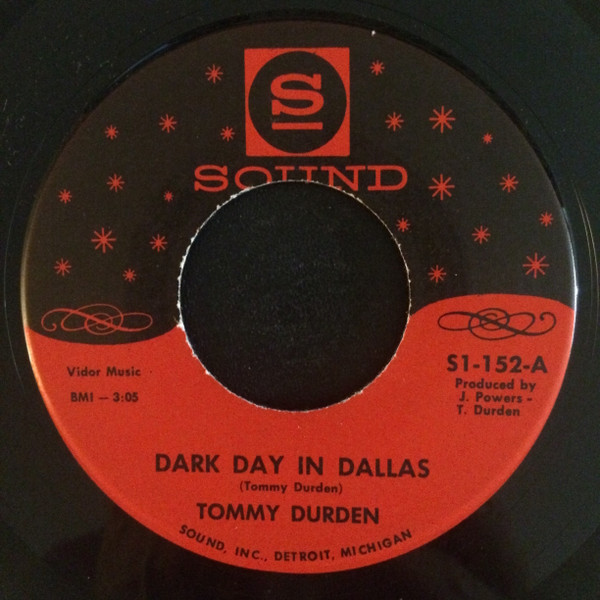 S
SOUND
Vidor Music
BMI — 3:05
S1-152-A
Produced by
J. Powers -
T. Durden
DARK DAY IN DALLAS
(Tommy Durden)
TOMMY DURDEN
SOUND, INC., DETROIT, MICHIGAN